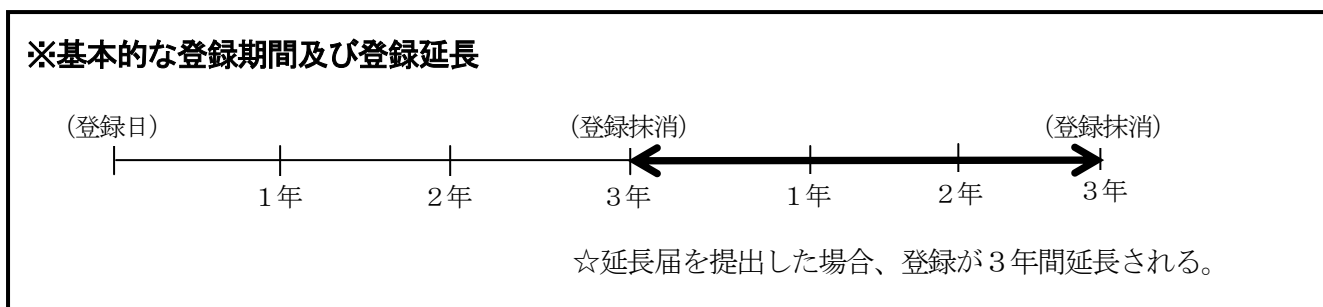 ※基本的な登録期間及び登録延長
（登録日） （登録抹消） （登録抹消）
１年 ２年 ３年 １年 ２年 ３年
☆延長届を提出した場合、登録が３年間延長される。